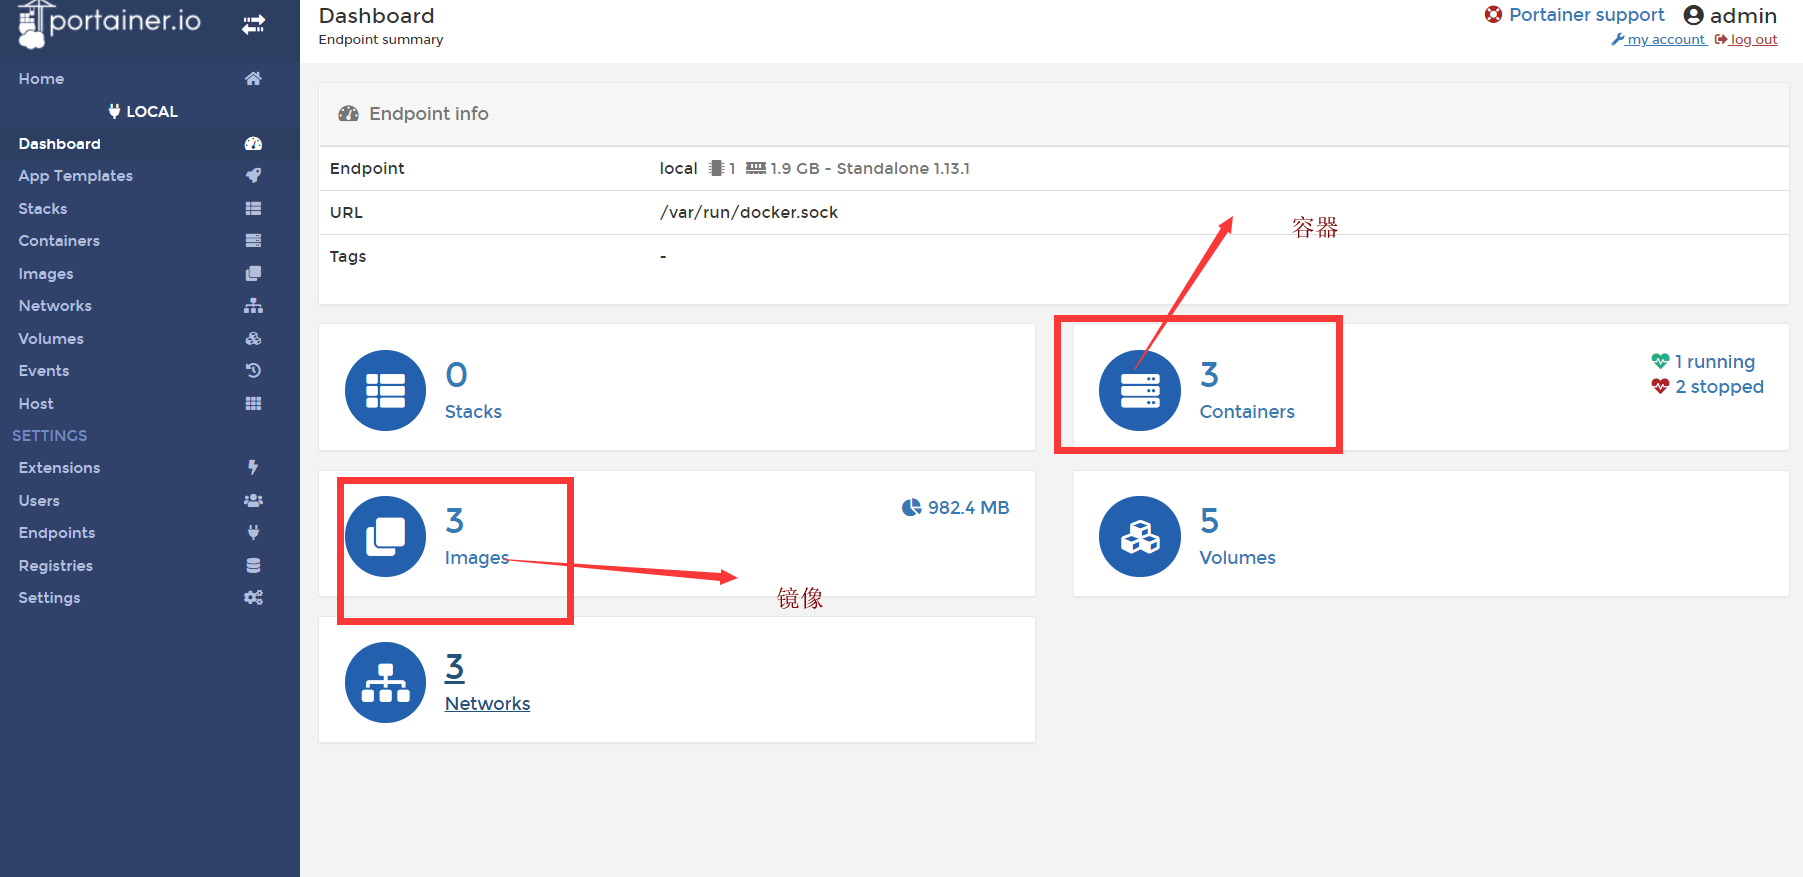 portainer.io
Home
LOCAL
Dashboard
App Templates
Stacks
Containers
Images
Networks
Volumes
Events
Host
SETTINGS
Extensions
Users
Endpoints
Registries
Settings
Dashboard
Endpoint summary
Portainer support
admin
my account
log out
Endpoint info
Endpoint local 1 1.9 GB - Standalone 1.13.1
URL /var/run/docker.sock
Tags -
容器
0
Stacks
3
Containers
1 running
2 stopped
3
Images
982.4 MB
镜像
5
Volumes
3
Networks